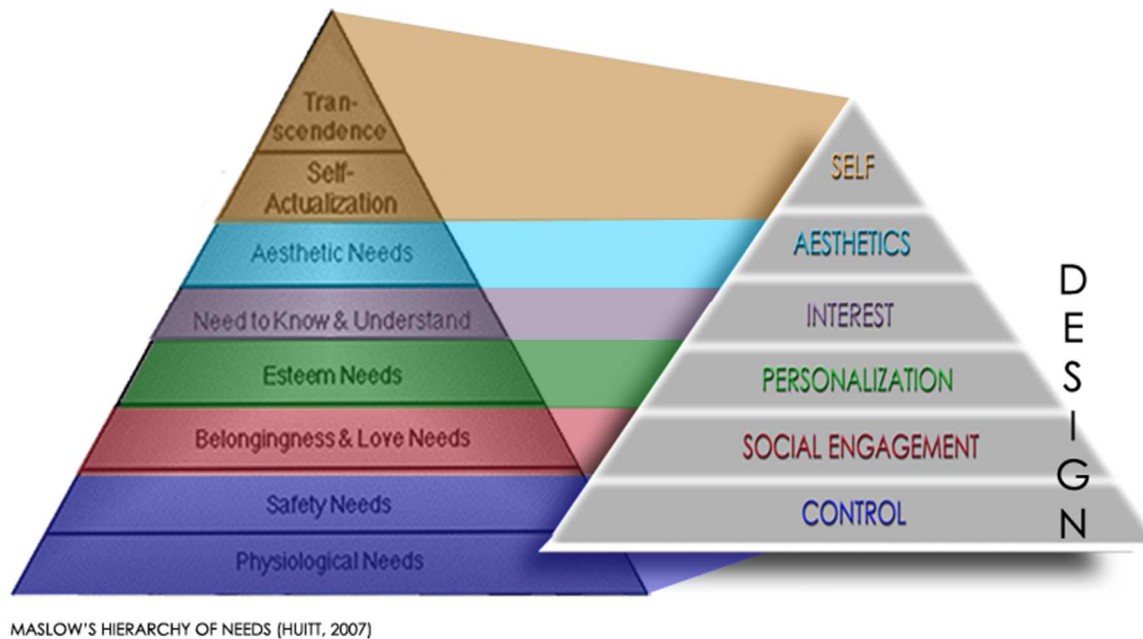 Tran-
scendence
Self-
Actualization
Aesthetic Needs
Need to Know & Understand
Esteem Needs
Belongingness & Love Needs
Safety Needs
Physiological Needs
SELF
AESTHETICS
INTEREST
PERSONALIZATION
SOCIAL ENGAGEMENT
CONTROL
DESIGN
MASLOW'S HIERARCHY OF NEEDS (HUITT, 2007)